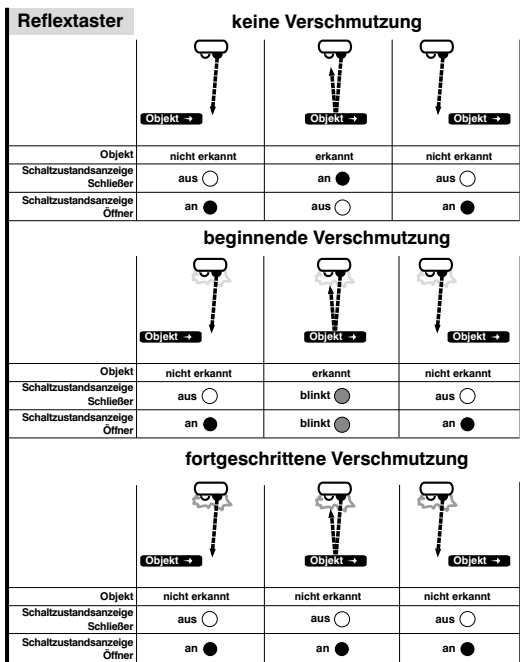 Reflextaster
keine Verschmutzung
Objekt → Objekt → Objekt →
Objekt nicht erkannt erkannt nicht erkannt
Schaltzustandsanzeige
Schließer aus an aus
Schaltzustandsanzeige
Öffner an aus an
beginnende Verschmutzung
Objekt → Objekt → Objekt →
Objekt nicht erkannt erkannt nicht erkannt
Schaltzustandsanzeige
Schließer aus blinkt aus
Schaltzustandsanzeige
Öffner an blinkt an
fortgeschrittene Verschmutzung
Objekt → Objekt → Objekt →
Objekt nicht erkannt nicht erkannt nicht erkannt
Schaltzustandsanzeige
Schließer aus aus aus
Schaltzustandsanzeige
Öffner an an an